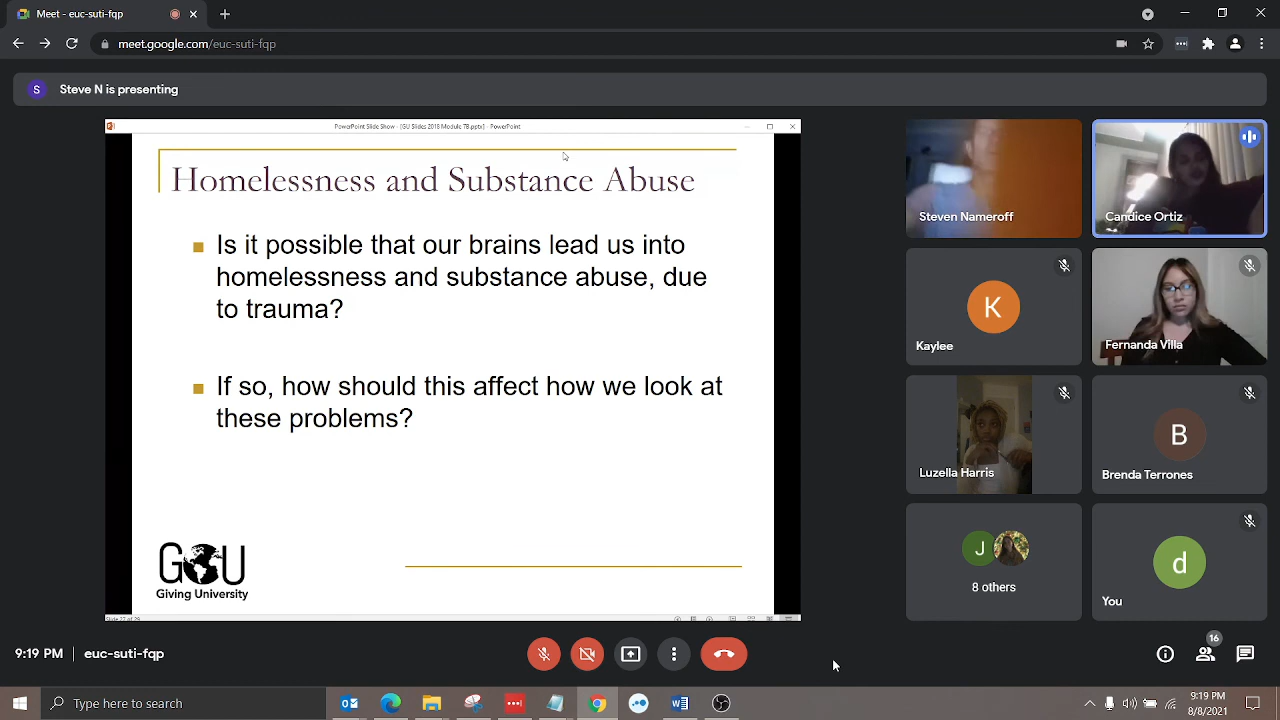 Meet - euc-suti-fqp
meet.google.com/euc-suti-fqp
S
Steve N is presenting
PowerPoint Slide Show - [GU Slides 2018 Module 7B.pptx] - PowerPoint
Homelessness and Substance Abuse
Is it possible that our brains lead us into
homelessness and substance abuse, due
to trauma?
If so, how should this affect how we look at
these problems?
GU
Giving University
Steven Nameroff
Candice Ortiz
K
Kaylee
Fernanda Villa
Luzella Harris
B
Brenda Terrones
J
8 others
d
You
9:19 PM
euc-suti-fqp
16
Type here to search
9:19 PM
8/8/2021